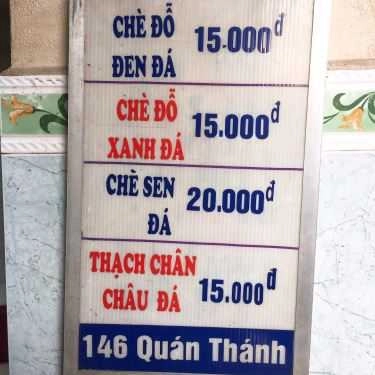 CHÈ ĐỖ
ĐEN ĐÁ 15.000đ
CHÈ ĐỖ
XANH ĐÁ 15.000đ
CHÈ SEN
ĐÁ 20.000đ
THẠCH CHÂN
CHÂU ĐÁ 15.000đ
146 Quán Thánh